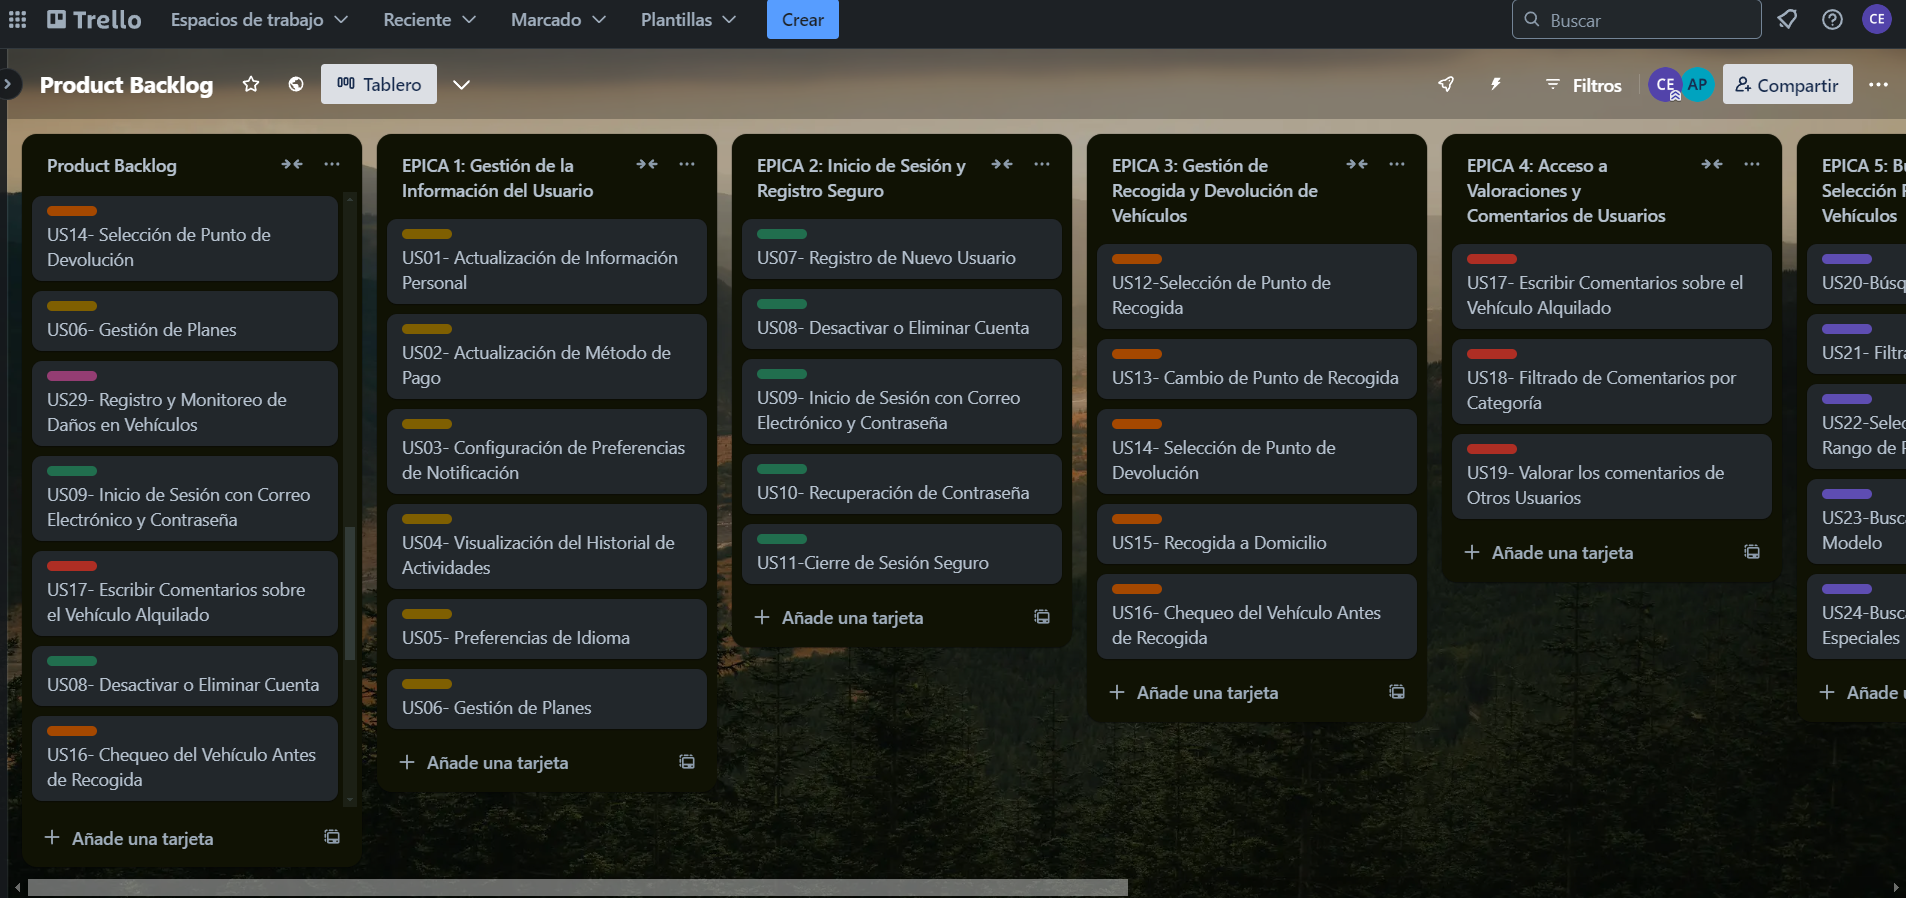 Trello
Espacios de trabajo
Reciente
Marcado
Plantillas
Crear
Buscar
CE
Product Backlog
Tablero
Filtros
CE
AP
Compartir
Product Backlog
US14- Selección de Punto de
Devolución
US06- Gestión de Planes
US29- Registro y Monitoreo de
Daños en Vehículos
US09- Inicio de Sesión con Correo
Electrónico y Contraseña
US17- Escribir Comentarios sobre
el Vehículo Alquilado
US08- Desactivar o Eliminar Cuenta
US16- Chequeo del Vehículo Antes
de Recogida
Añade una tarjeta
EPICA 1: Gestión de la
Información del Usuario
US01- Actualización de Información
Personal
US02- Actualización de Método de
Pago
US03- Configuración de Preferencias
de Notificación
US04- Visualización del Historial de
Actividades
US05- Preferencias de Idioma
US06- Gestión de Planes
Añade una tarjeta
EPICA 2: Inicio de Sesión y
Registro Seguro
US07- Registro de Nuevo Usuario
US08- Desactivar o Eliminar Cuenta
US09- Inicio de Sesión con Correo
Electrónico y Contraseña
US10- Recuperación de Contraseña
US11-Cierre de Sesión Seguro
Añade una tarjeta
EPICA 3: Gestión de
Recogida y Devolución de
Vehículos
US12-Selección de Punto de
Recogida
US13- Cambio de Punto de Recogida
US14- Selección de Punto de
Devolución
US15- Recogida a Domicilio
US16- Chequeo del Vehículo Antes
de Recogida
Añade una tarjeta
EPICA 4: Acceso a
Valoraciones y
Comentarios de Usuarios
US17- Escribir Comentarios sobre el
Vehículo Alquilado
US18- Filtrado de Comentarios por
Categoría
US19- Valorar los comentarios de
Otros Usuarios
Añade una tarjeta
EPICA 5:
Selección
Vehículos
US20-Búsq
US21- Filtra
US22-Selec
Rango de
US23-Busca
Modelo
US24-Busca
Especiales
Añade